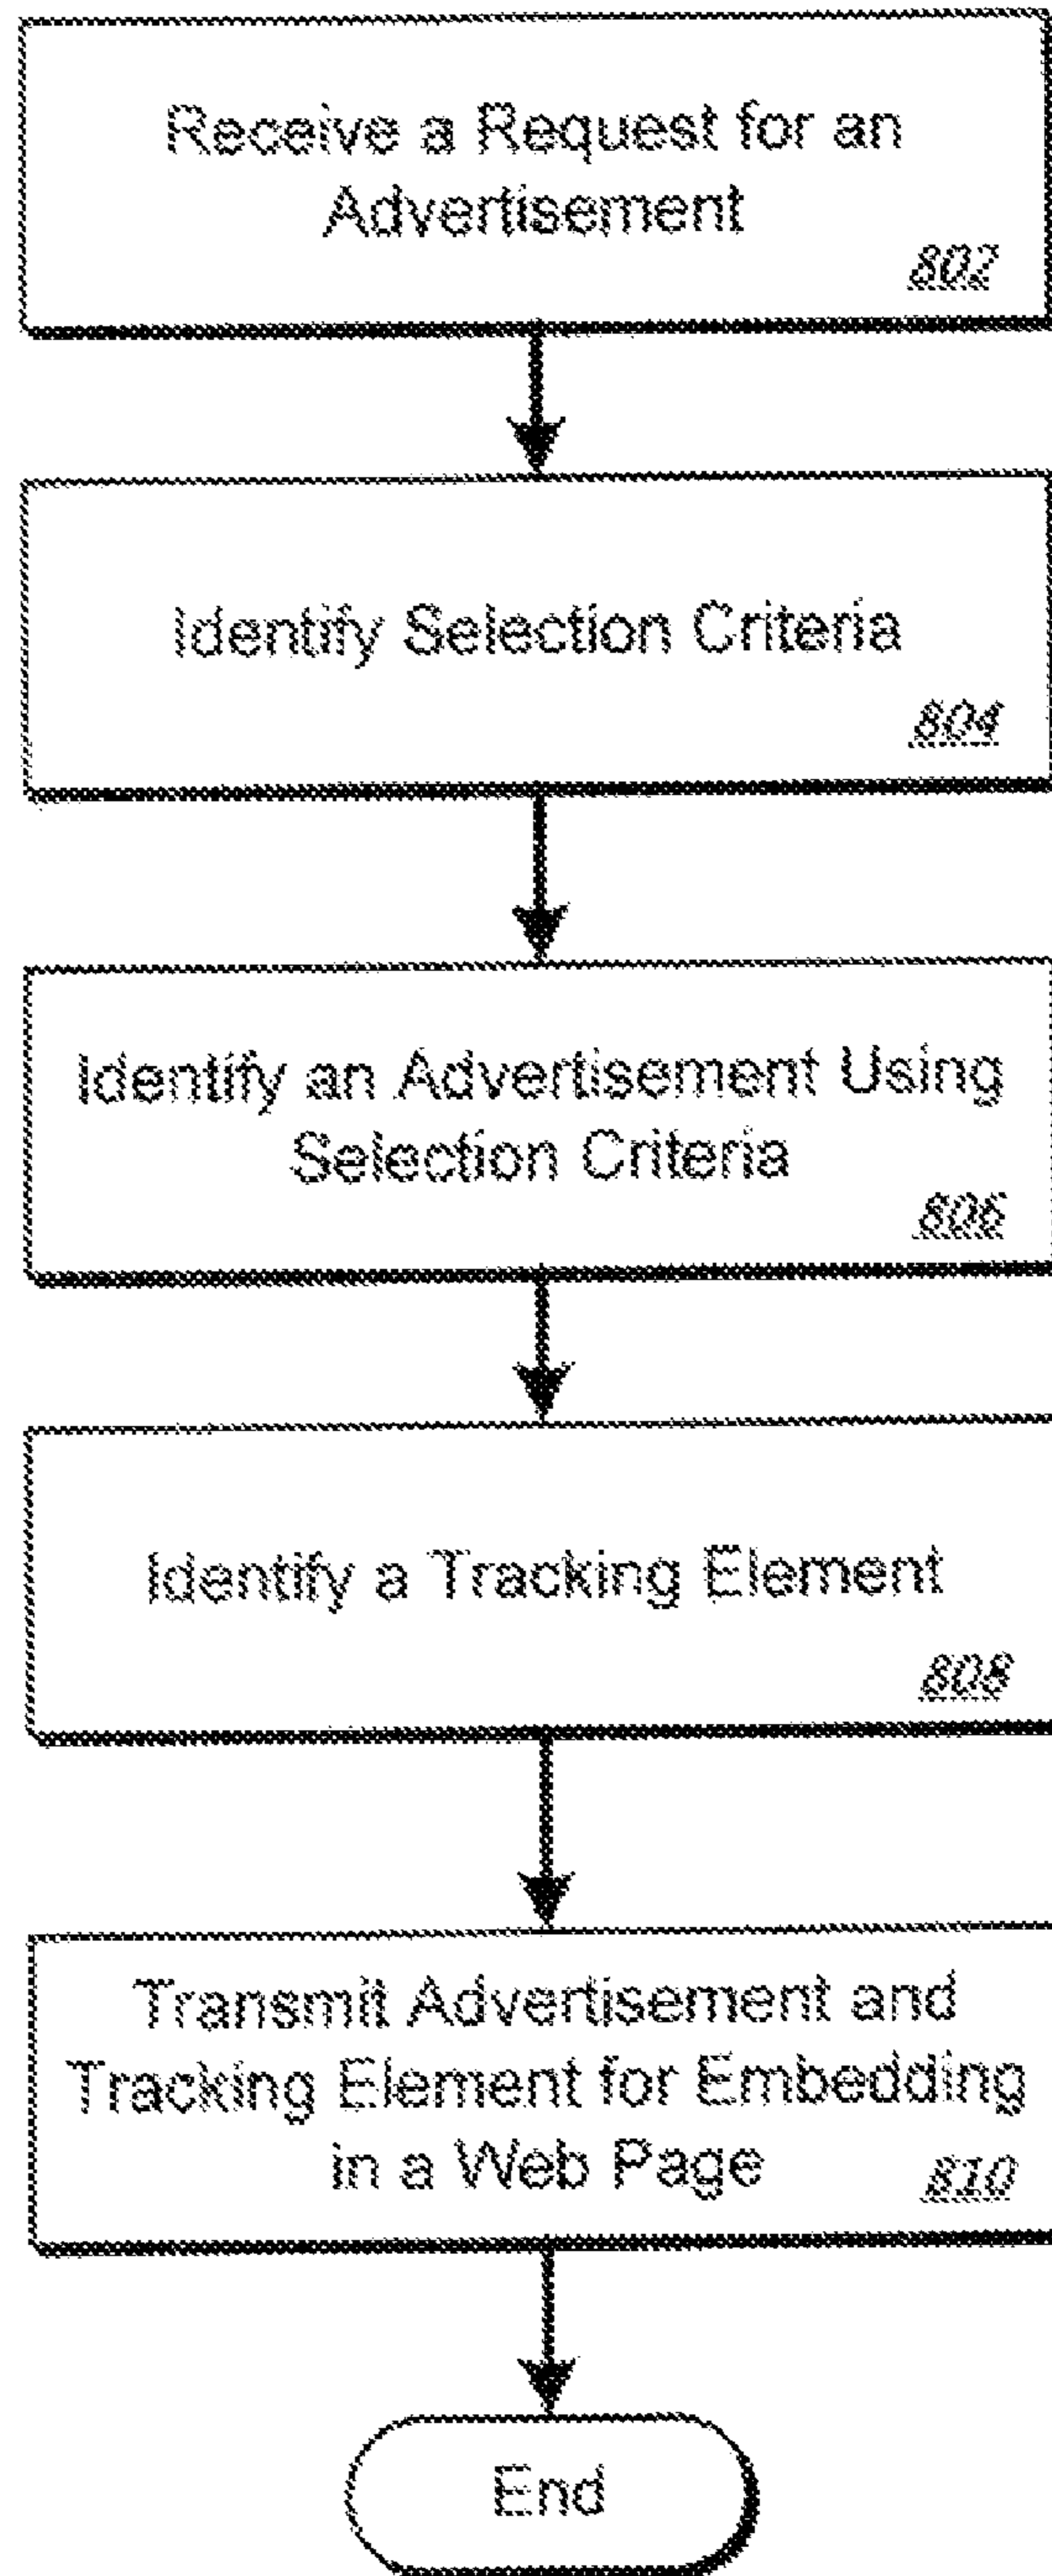 Receive a Request for an
Advertisement
802
Identify Selection Criteria
804
Identify an Advertisement Using
Selection Criteria
806
Identify a Tracking Element
808
Transmit Advertisement and
Tracking Element for Embedding
in a Web Page
810
End